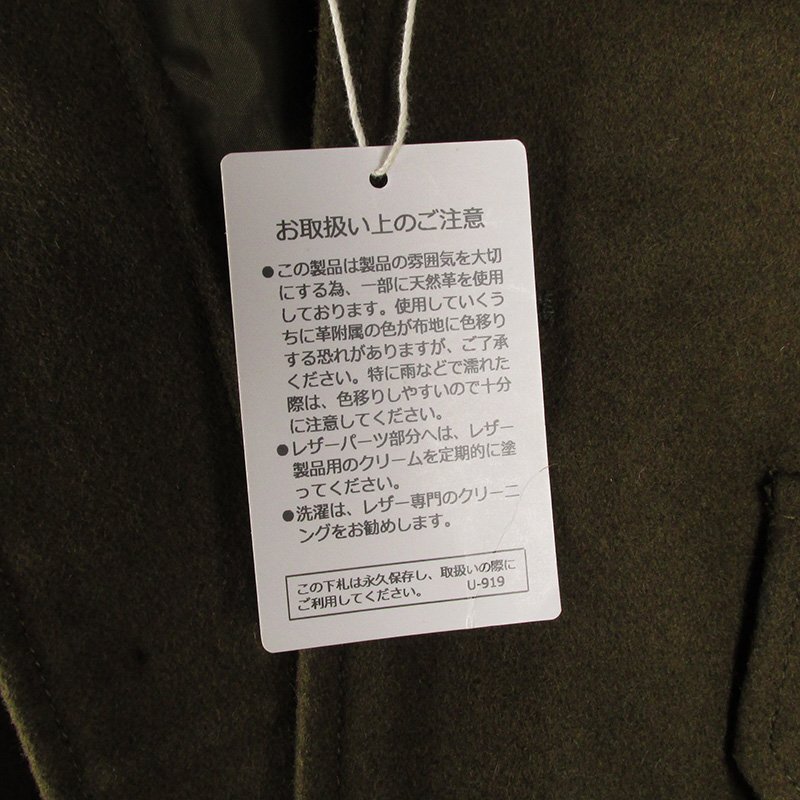 お取扱い上のご注意
●この製品は製品の雰囲気を大切
にする為、一部に天然革を使用
しております。使用していくう
ちに革附属の色が布地に色移り
する恐れがありますが、ご了承
ください。特に雨などで濡れた
際は、色移りしやすいので十分
に注意してください。
●レザーパーツ部分へは、レザー
製品用のクリームを定期的に塗
ってください。
●洗濯は、レザー専門のクリーニ
ングをお勧めします。
この下札は永久保存し、取扱いの際に
ご利用してください。 U-919